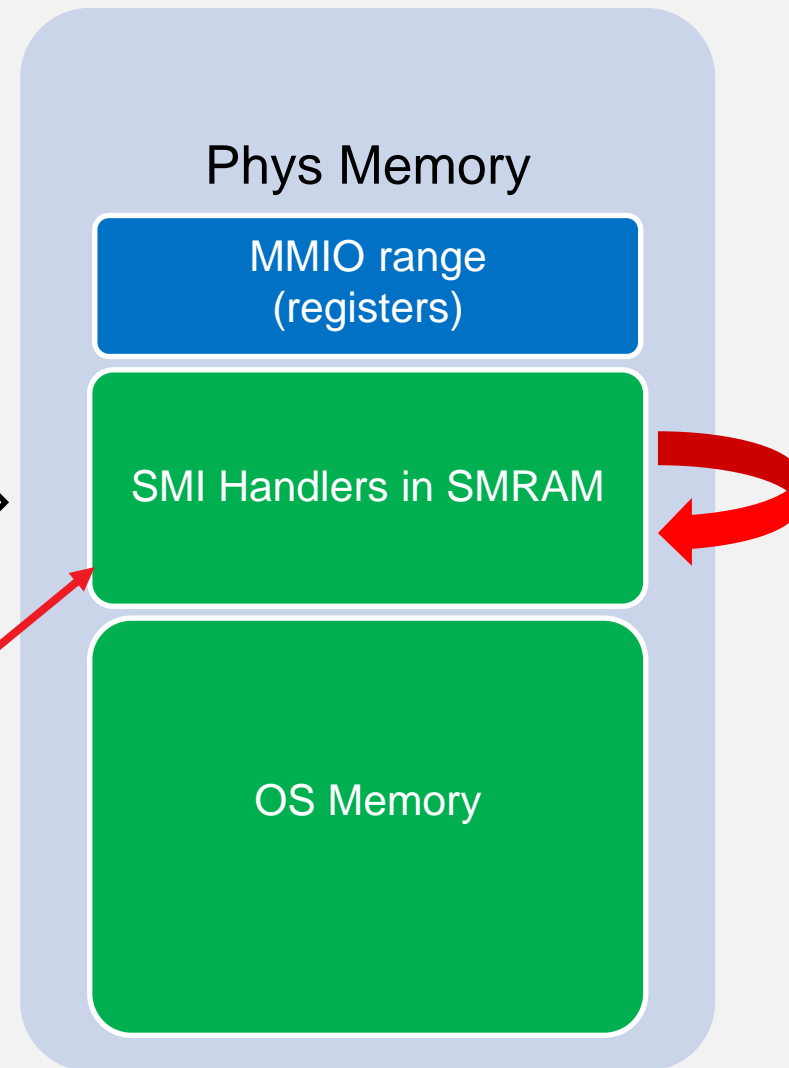 Phys Memory
MMIO range
(registers)
SMI Handlers in SMRAM
OS Memory